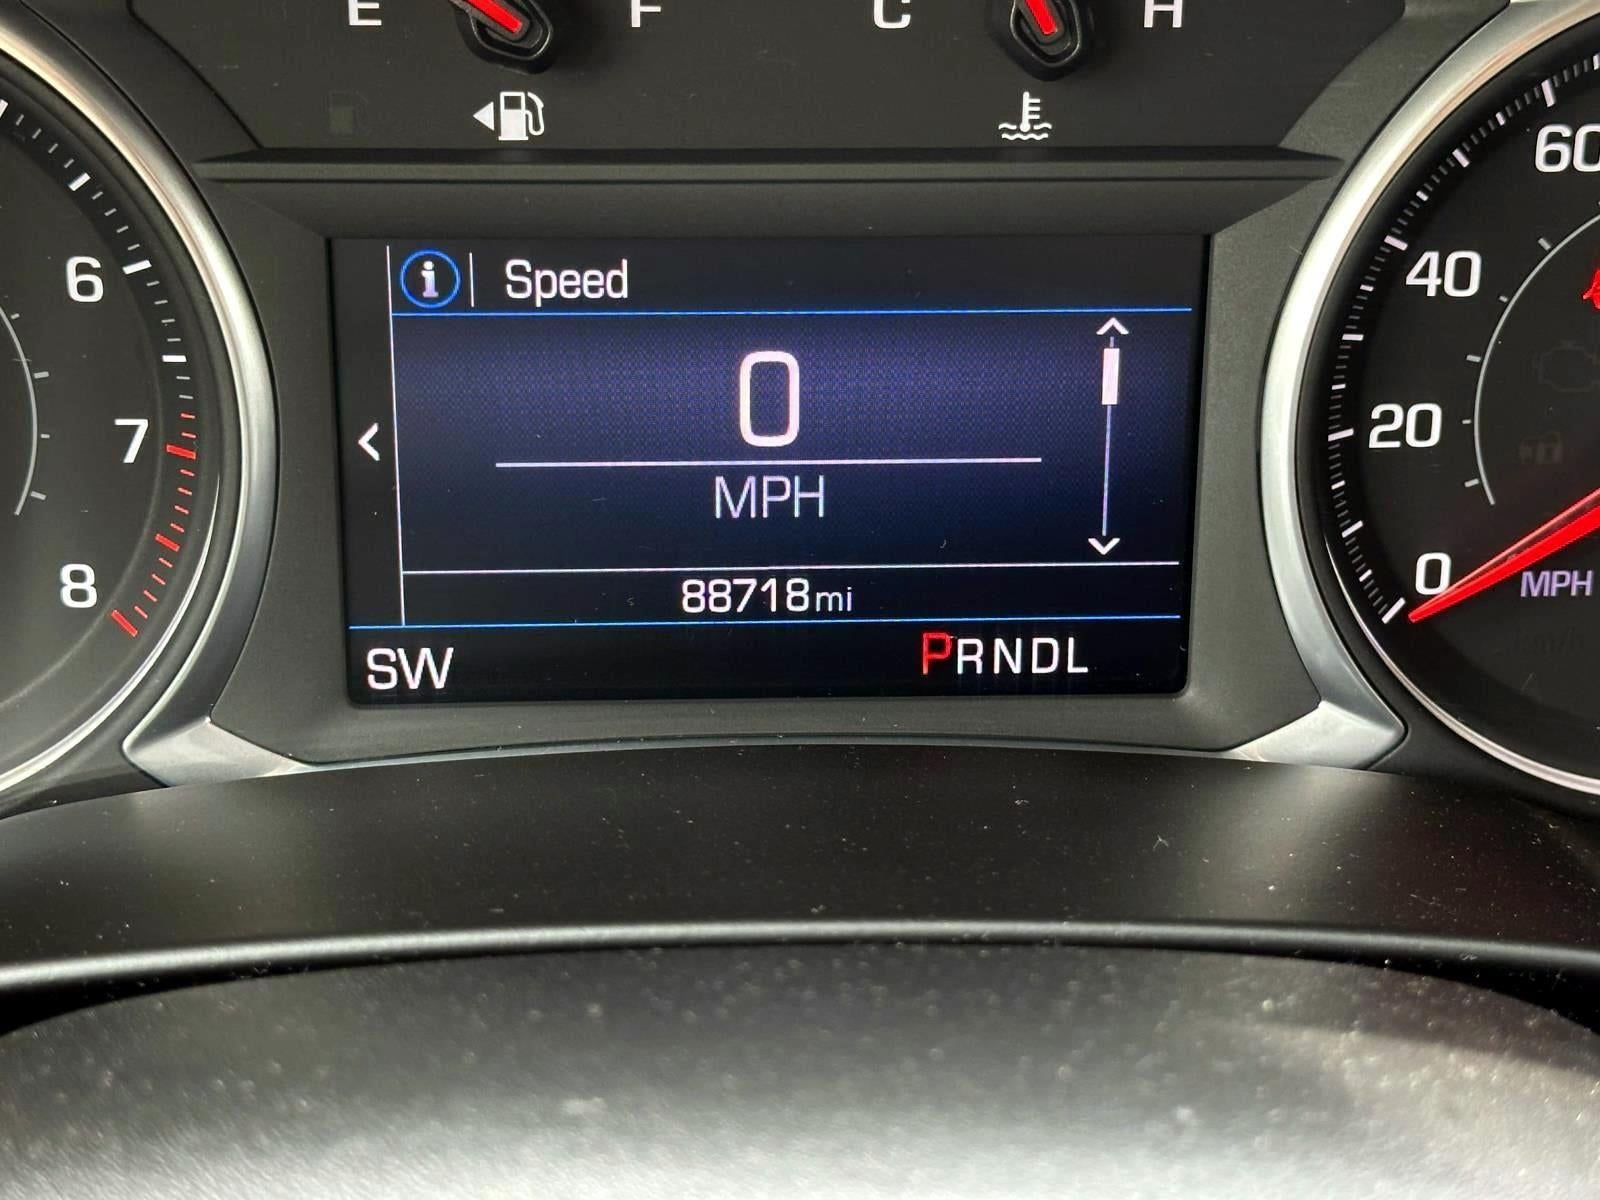 E F C H
60
Speed
6
40
0
7
20
MPH
8
0
MPH
88718mi
SW
PRNDL